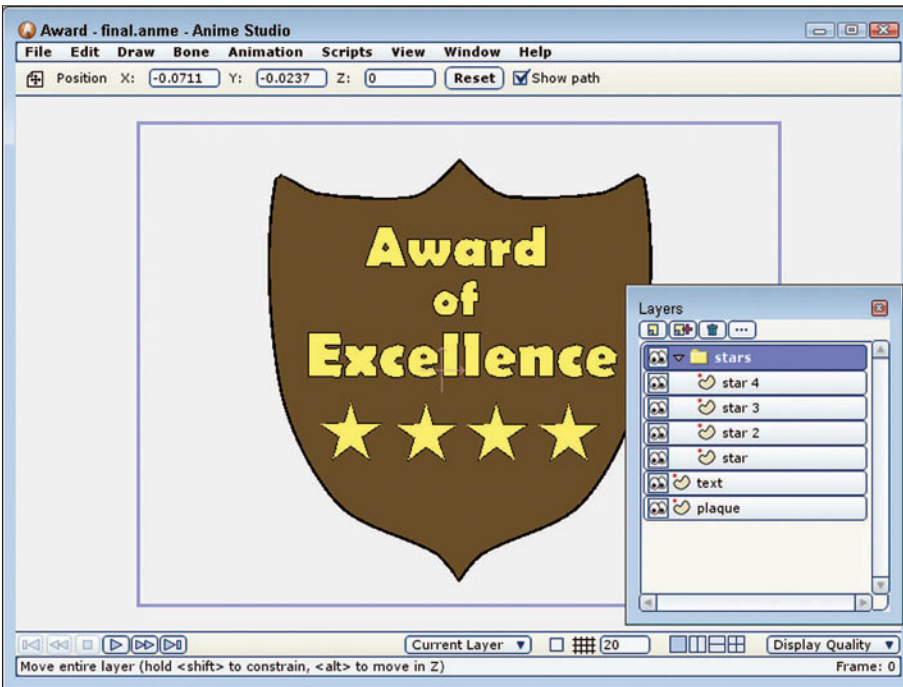 Award - final.anme - Anime Studio
File Edit Draw Bone Animation Scripts View Window Help
Position X: -0.0711 Y: -0.0237 Z: 0 Reset Show path
Award
of
Excellence
Layers
stars
star 4
star 3
star 2
star
text
plaque
Current Layer 20 Display Quality
Move entire layer (hold <shift> to constrain, <alt> to move in Z) Frame: 0